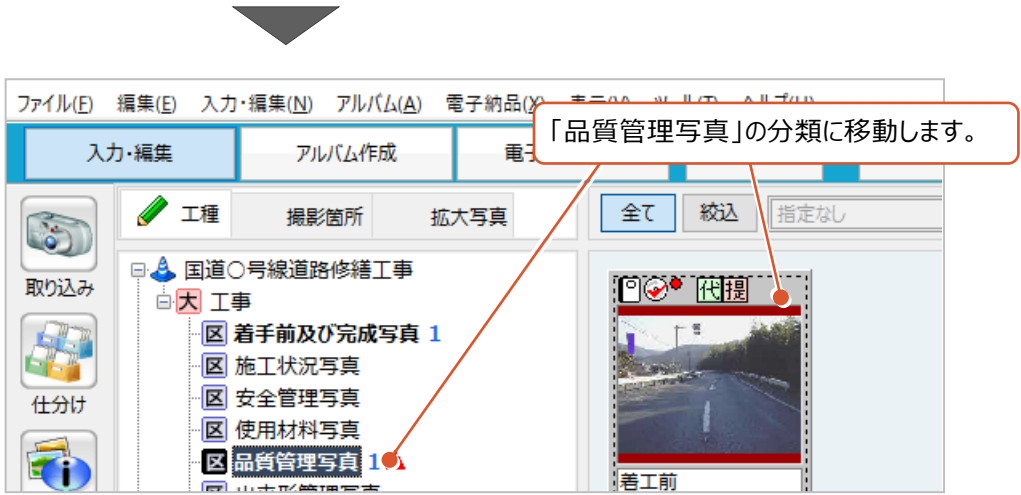 ファイル(F) 編集(E) 入力・編集(N) アルバム(A) 電子納品(X)
「品質管理写真」の分類に移動します。
入力・編集 アルバム作成
工種 撮影箇所 拡大写真 全て 絞込 指定なし
取り込み
国道○号線道路修繕工事
大 工事
区 着手前及び完成写真 1
区 施工状況写真
区 安全管理写真
仕分け
区 使用材料写真
区 品質管理写真 1
代 提
着工前